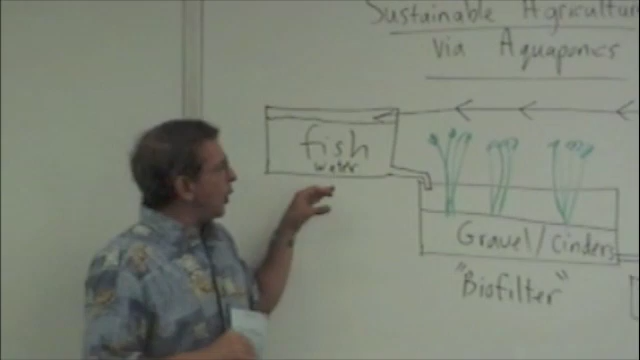 Sustainable Agricultur
via Aquaponics
fish
water
Gravel/cinders
"Biofilter"